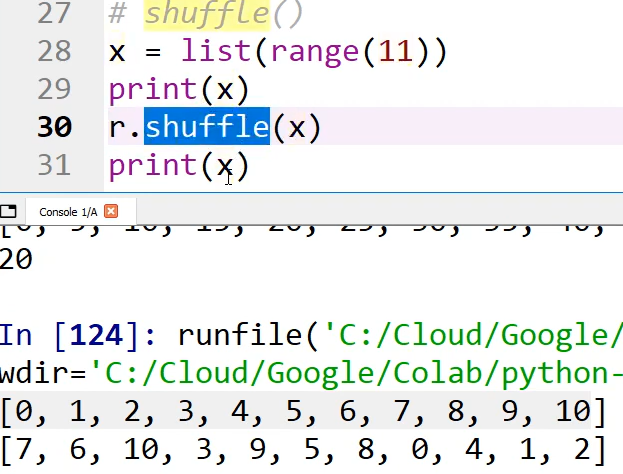 27 # shuffle()
28 x = list(range(11))
29 print(x)
30 r.shuffle(x)
31 print(x)
Console 1/A
20
In [124]: runfile('C:/Cloud/Google/
wdir='C:/Cloud/Google/Colab/python-
[0, 1, 2, 3, 4, 5, 6, 7, 8, 9, 10]
[7, 6, 10, 3, 9, 5, 8, 0, 4, 1, 2]